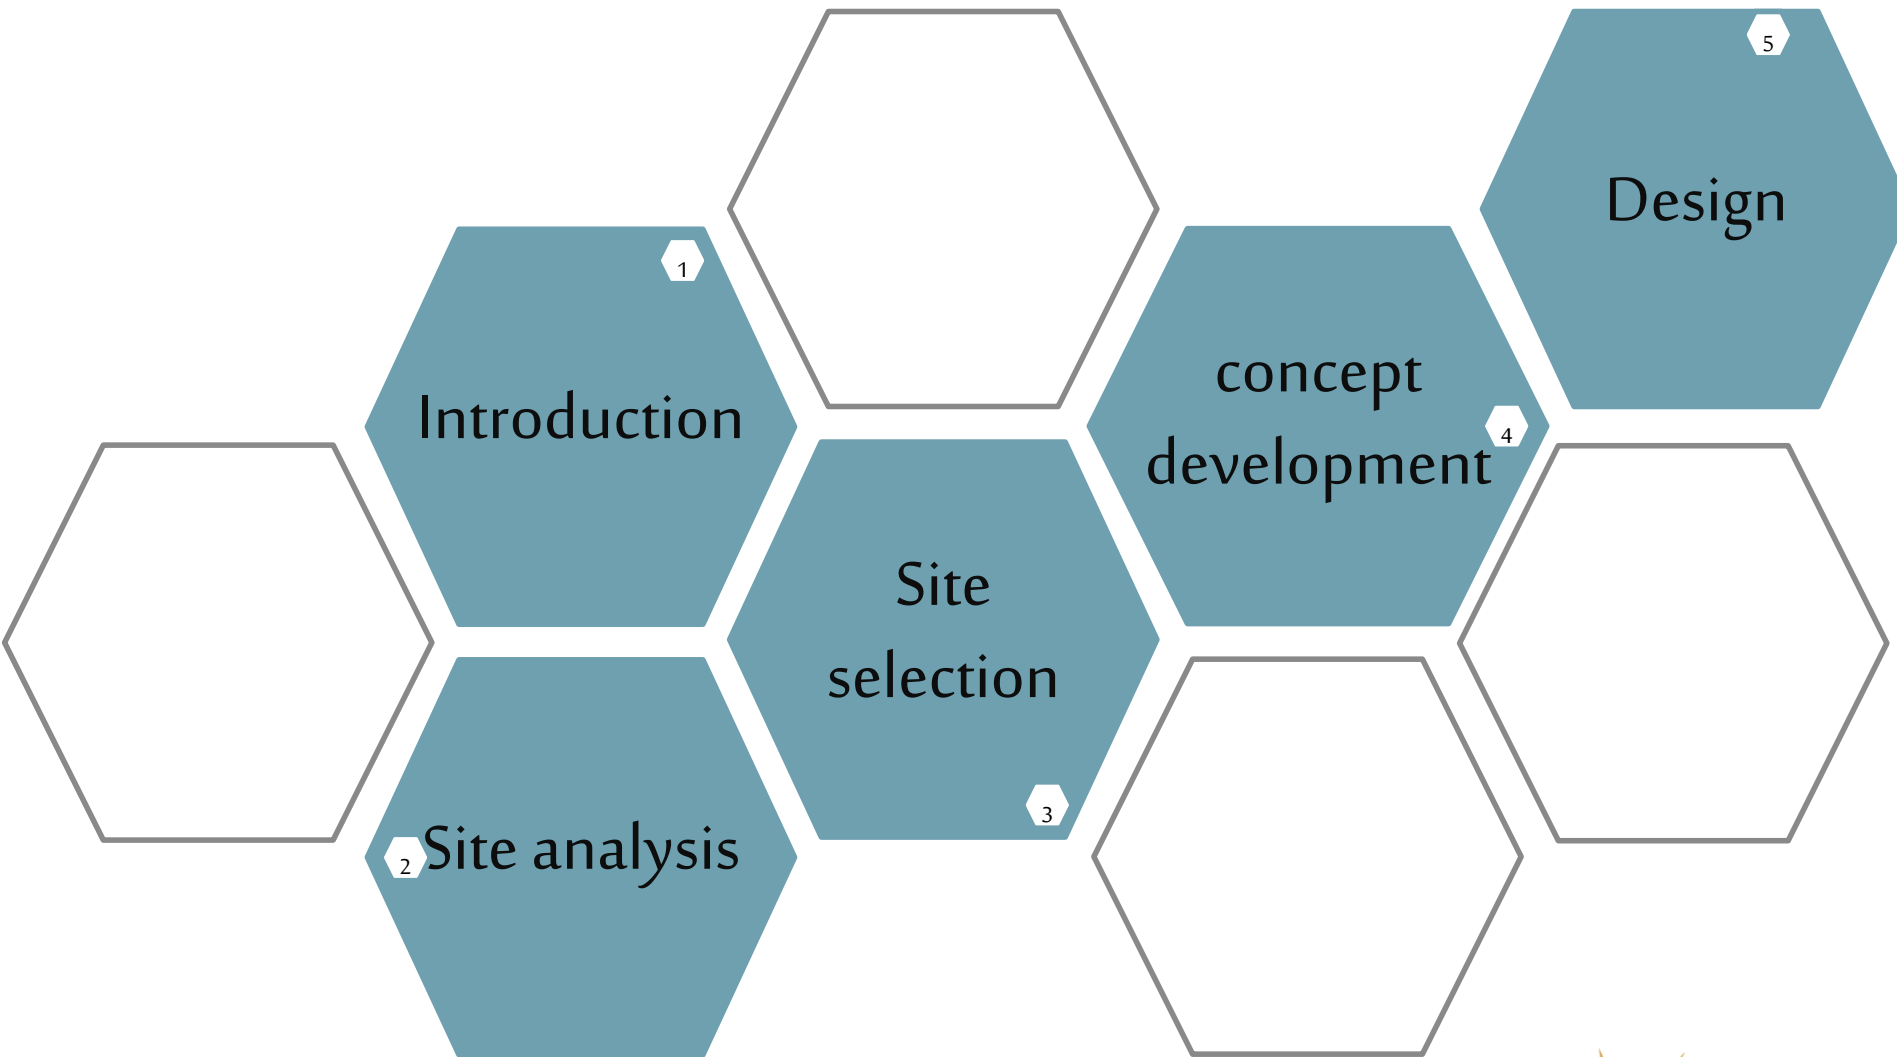 1
Introduction
2
Site analysis
3
Site
selection
4
concept
development
5
Design